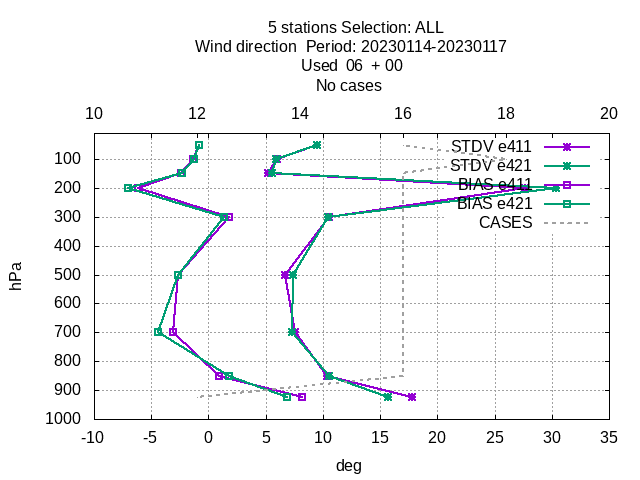 5 stations Selection: ALL
Wind direction  Period: 20230114-20230117
Used  06  + 00
No cases
10 12 14 16 18 20
STDV e411
STDV e421
BIAS e411
BIAS e421
CASES
100
200
300
400
500
600
700
800
900
1000
hPa
-10 -5 0 5 10 15 20 25 30 35
deg